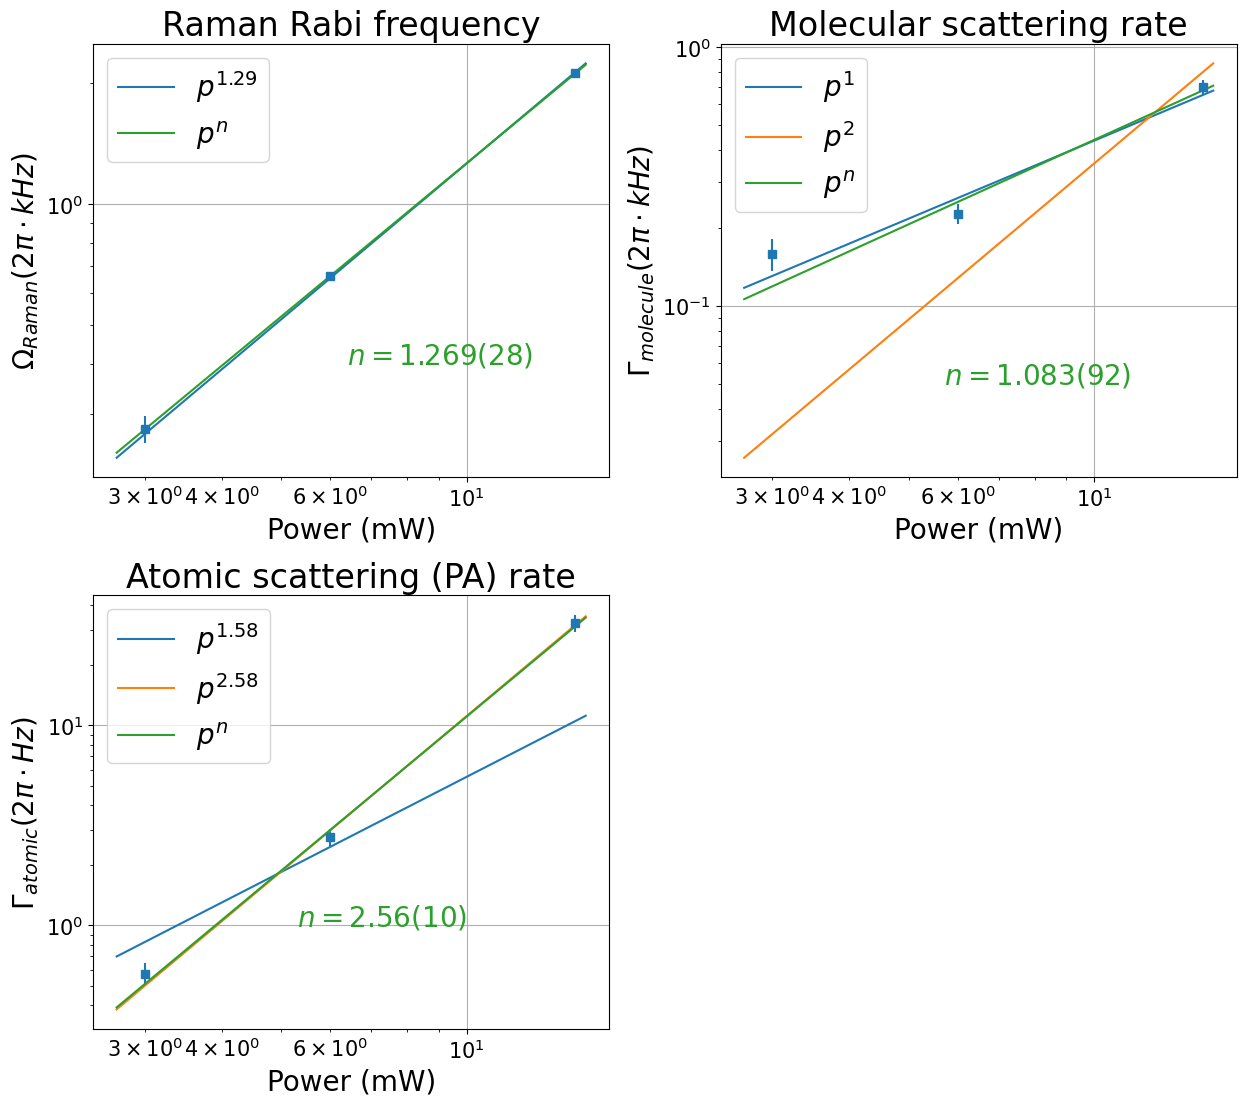 Raman Rabi frequency
p^1.29
p^n
10^0
Ω_Raman(2π · kHz)
n = 1.269(28)
3 × 10^0 4 × 10^0 6 × 10^0 10^1
Power (mW)
Molecular scattering rate
10^0
p^1
p^2
p^n
10^−1
Γ_molecule(2π · kHz)
n = 1.083(92)
3 × 10^0 4 × 10^0 6 × 10^0 10^1
Power (mW)
Atomic scattering (PA) rate
p^1.58
p^2.58
p^n
10^1
10^0
Γ_atomic(2π · Hz)
n = 2.56(10)
3 × 10^0 4 × 10^0 6 × 10^0 10^1
Power (mW)